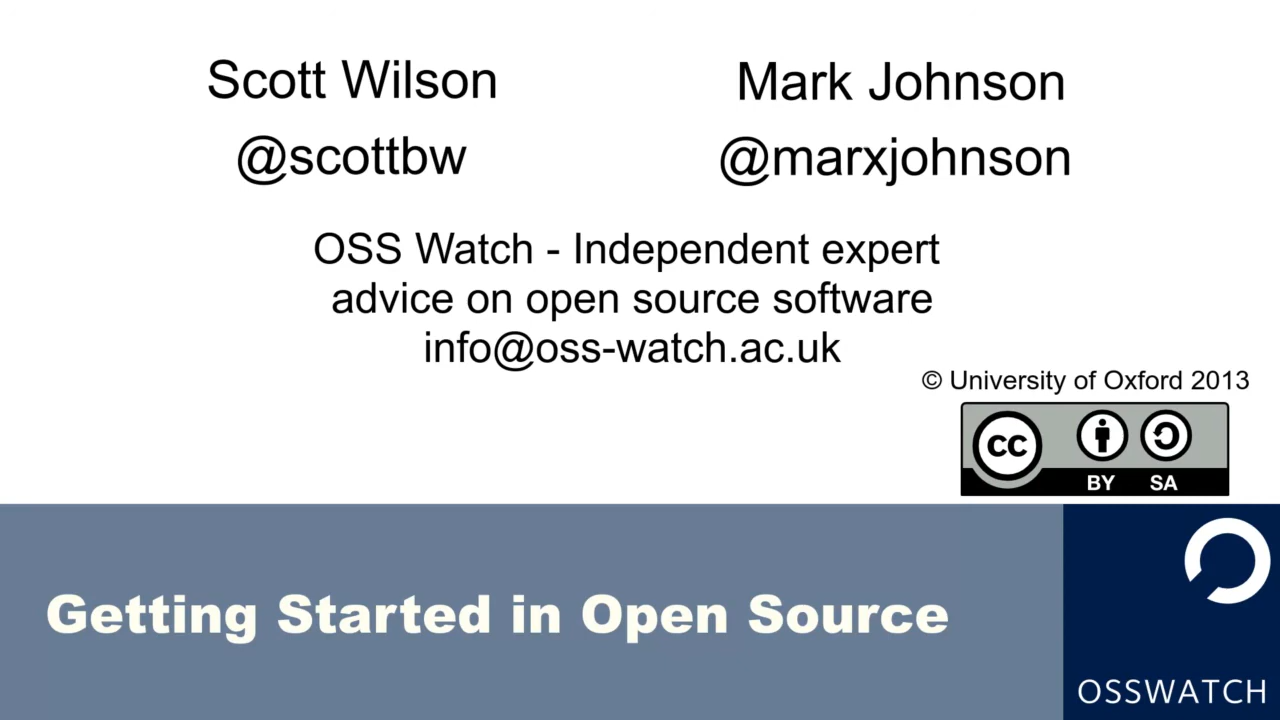 Scott Wilson
@scottbw
Mark Johnson
@marxjohnson
OSS Watch - Independent expert
advice on open source software
info@oss-watch.ac.uk
© University of Oxford 2013
cc
BY SA
Getting Started in Open Source
OSSWATCH